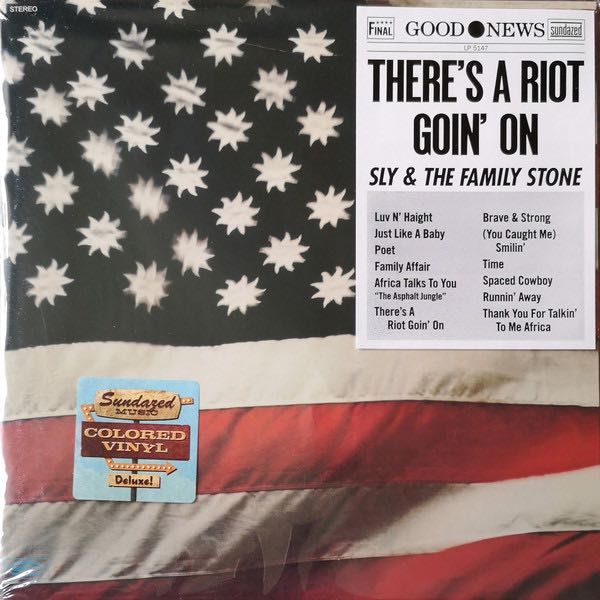 STEREO
FINAL
GOOD NEWS
sundazed
LP 5147
THERE'S A RIOT
GOIN' ON
SLY & THE FAMILY STONE
Luv N' Haight
Just Like A Baby
Poet
Family Affair
Africa Talks To You
"The Asphalt Jungle"
There's A
Riot Goin' On
Brave & Strong
(You Caught Me)
Smilin'
Time
Spaced Cowboy
Runnin' Away
Thank You For Talkin'
To Me Africa
Sundazed
MUSIC
COLORED
VINYL
Deluxe!